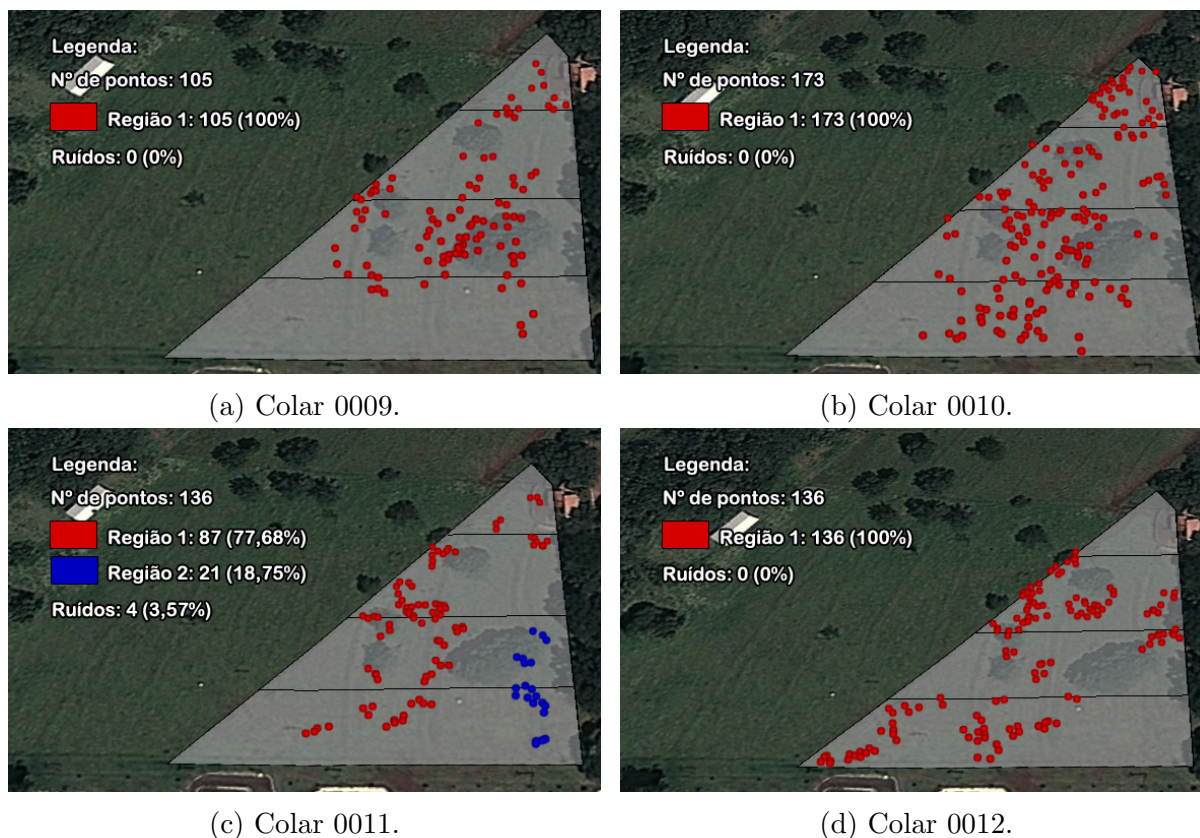 Legenda:
Nº de pontos: 105
Região 1: 105 (100%)
Ruídos: 0 (0%)
Legenda:
Nº de pontos: 173
Região 1: 173 (100%)
Ruídos: 0 (0%)
(a) Colar 0009.
(b) Colar 0010.
Legenda:
Nº de pontos: 136
Região 1: 87 (77,68%)
Região 2: 21 (18,75%)
Ruídos: 4 (3,57%)
Legenda:
Nº de pontos: 136
Região 1: 136 (100%)
Ruídos: 0 (0%)
(c) Colar 0011.
(d) Colar 0012.